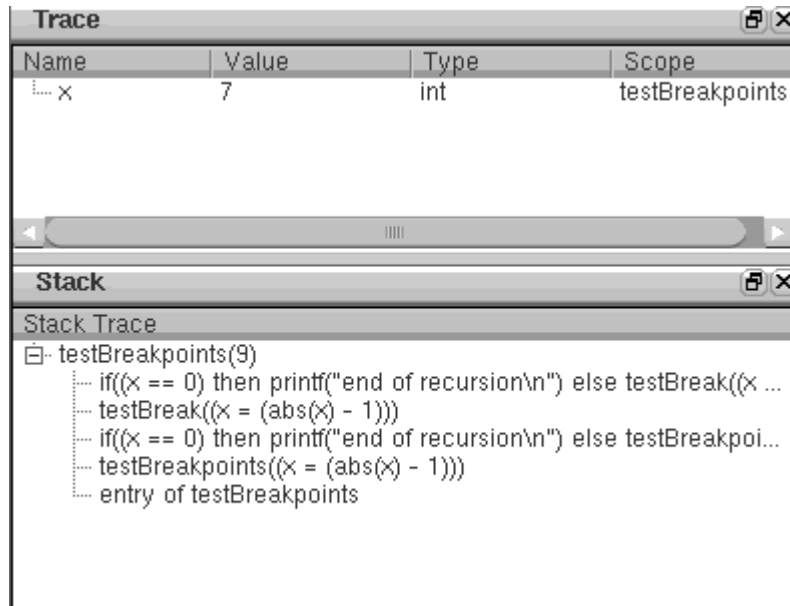 Trace
Name Value Type Scope
x 7 int testBreakpoints
Stack
Stack Trace
testBreakpoints(9)
if((x == 0) then printf("end of recursion\n") else testBreak((x ...
testBreak((x = (abs(x) - 1)))
if((x == 0) then printf("end of recursion\n") else testBreakpoi...
testBreakpoints((x = (abs(x) - 1)))
entry of testBreakpoints